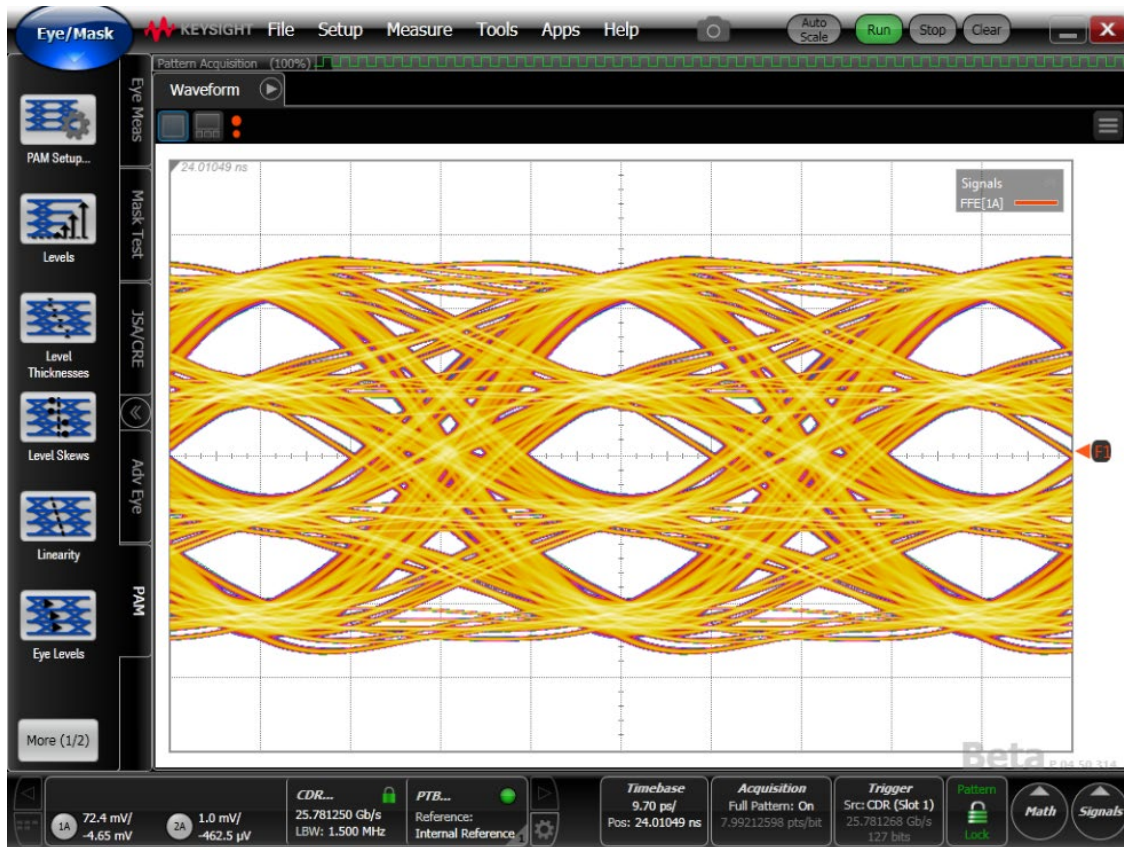 Eye/Mask
KEYSIGHT File Setup Measure Tools Apps Help
Auto Scale
Run
Stop
Clear
X
Pattern Acquisition (100%)
Waveform
Eye Meas
Mask Test
JSA/CRE
Adv Eye
PAM
PAM Setup...
Levels
Level
Thicknesses
Level Skews
Linearity
Eye Levels
More (1/2)
24.01049 ns
Signals
FFE[1A]
F1
Beta P.04.50.314
1A 72.4 mV/
-4.65 mV
2A 1.0 mV/
-462.5 µV
CDR...
25.781250 Gb/s
LBW: 1.500 MHz
PTB...
Reference:
Internal Reference
1
Timebase
9.70 ps/
Pos: 24.01049 ns
Acquisition
Full Pattern: On
7.99212598 pts/bit
Trigger
Src: CDR (Slot 1)
25.781268 Gb/s
127 bits
Pattern
Lock
Math
Signals